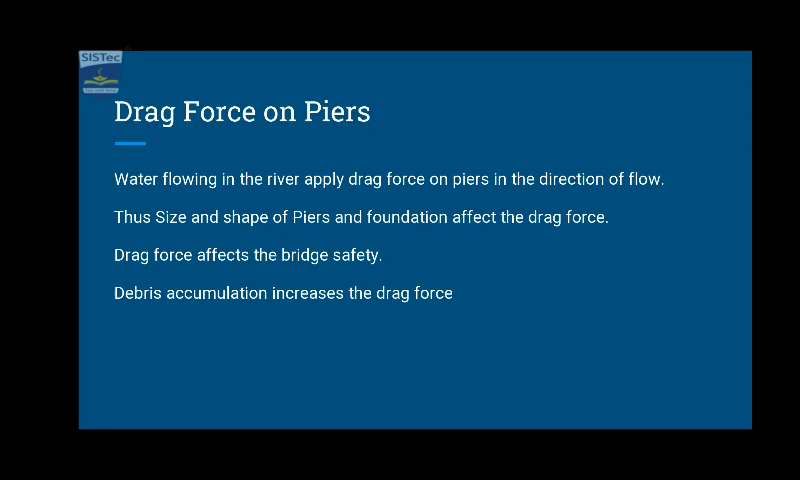 SISTec
Drag Force on Piers
Water flowing in the river apply drag force on piers in the direction of flow.
Thus Size and shape of Piers and foundation affect the drag force.
Drag force affects the bridge safety.
Debris accumulation increases the drag force